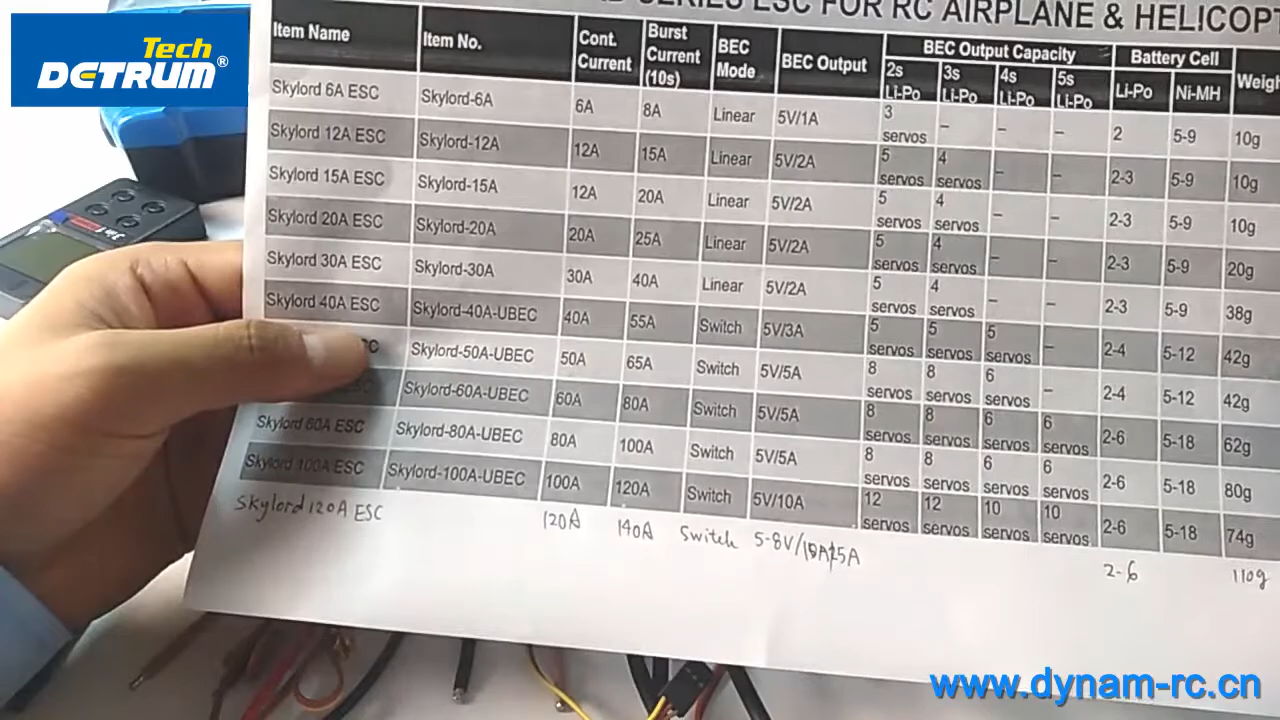 Tech
DETRUM®
SERIES ESC FOR RC AIRPLANE & HELICOPT
Item Name Item No. Cont. Current Burst Current (10s) BEC Mode BEC Output BEC Output Capacity Battery Cell Weigh
2s Li-Po 3s Li-Po 4s Li-Po 5s Li-Po Li-Po Ni-MH
Skylord 6A ESC Skylord-6A 6A 8A Linear 5V/1A 3 servos – – – 2 5-9 10g
Skylord 12A ESC Skylord-12A 12A 15A Linear 5V/2A 5 servos 4 servos – – 2-3 5-9 10g
Skylord 15A ESC Skylord-15A 12A 20A Linear 5V/2A 5 servos 4 servos – – 2-3 5-9 10g
Skylord 20A ESC Skylord-20A 20A 25A Linear 5V/2A 5 servos 4 servos – – 2-3 5-9 20g
Skylord 30A ESC Skylord-30A 30A 40A Linear 5V/2A 5 servos 4 servos – – 2-3 5-9 38g
Skylord 40A ESC Skylord-40A-UBEC 40A 55A Switch 5V/3A 5 servos 5 servos 5 servos – 2-4 5-12 42g
Skylord-50A-UBEC 50A 65A Switch 5V/5A 8 servos 8 servos 6 servos – 2-4 5-12 42g
Skylord-60A-UBEC 60A 80A Switch 5V/5A 8 servos 8 servos 6 servos 6 servos 2-6 5-18 62g
Skylord 80A ESC Skylord-80A-UBEC 80A 100A Switch 5V/5A 8 servos 8 servos 6 servos 6 servos 2-6 5-18 80g
Skylord 100A ESC Skylord-100A-UBEC 100A 120A Switch 5V/10A 12 servos 12 servos 10 servos 10 servos 2-6 5-18 74g
Skylord 120A ESC 120A 140A Switch 2-6 110g
www.dynam-rc.cn